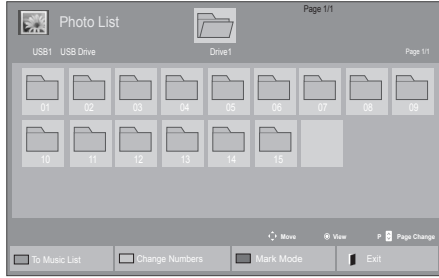 Page 1/1
Photo List
USB1 USB Drive Drive1 Page 1/1
01 02 03 04 05 06 07 08 09
10 11 12 13 14 15
Move View P Page Change
To Music List Change Numbers Mark Mode Exit